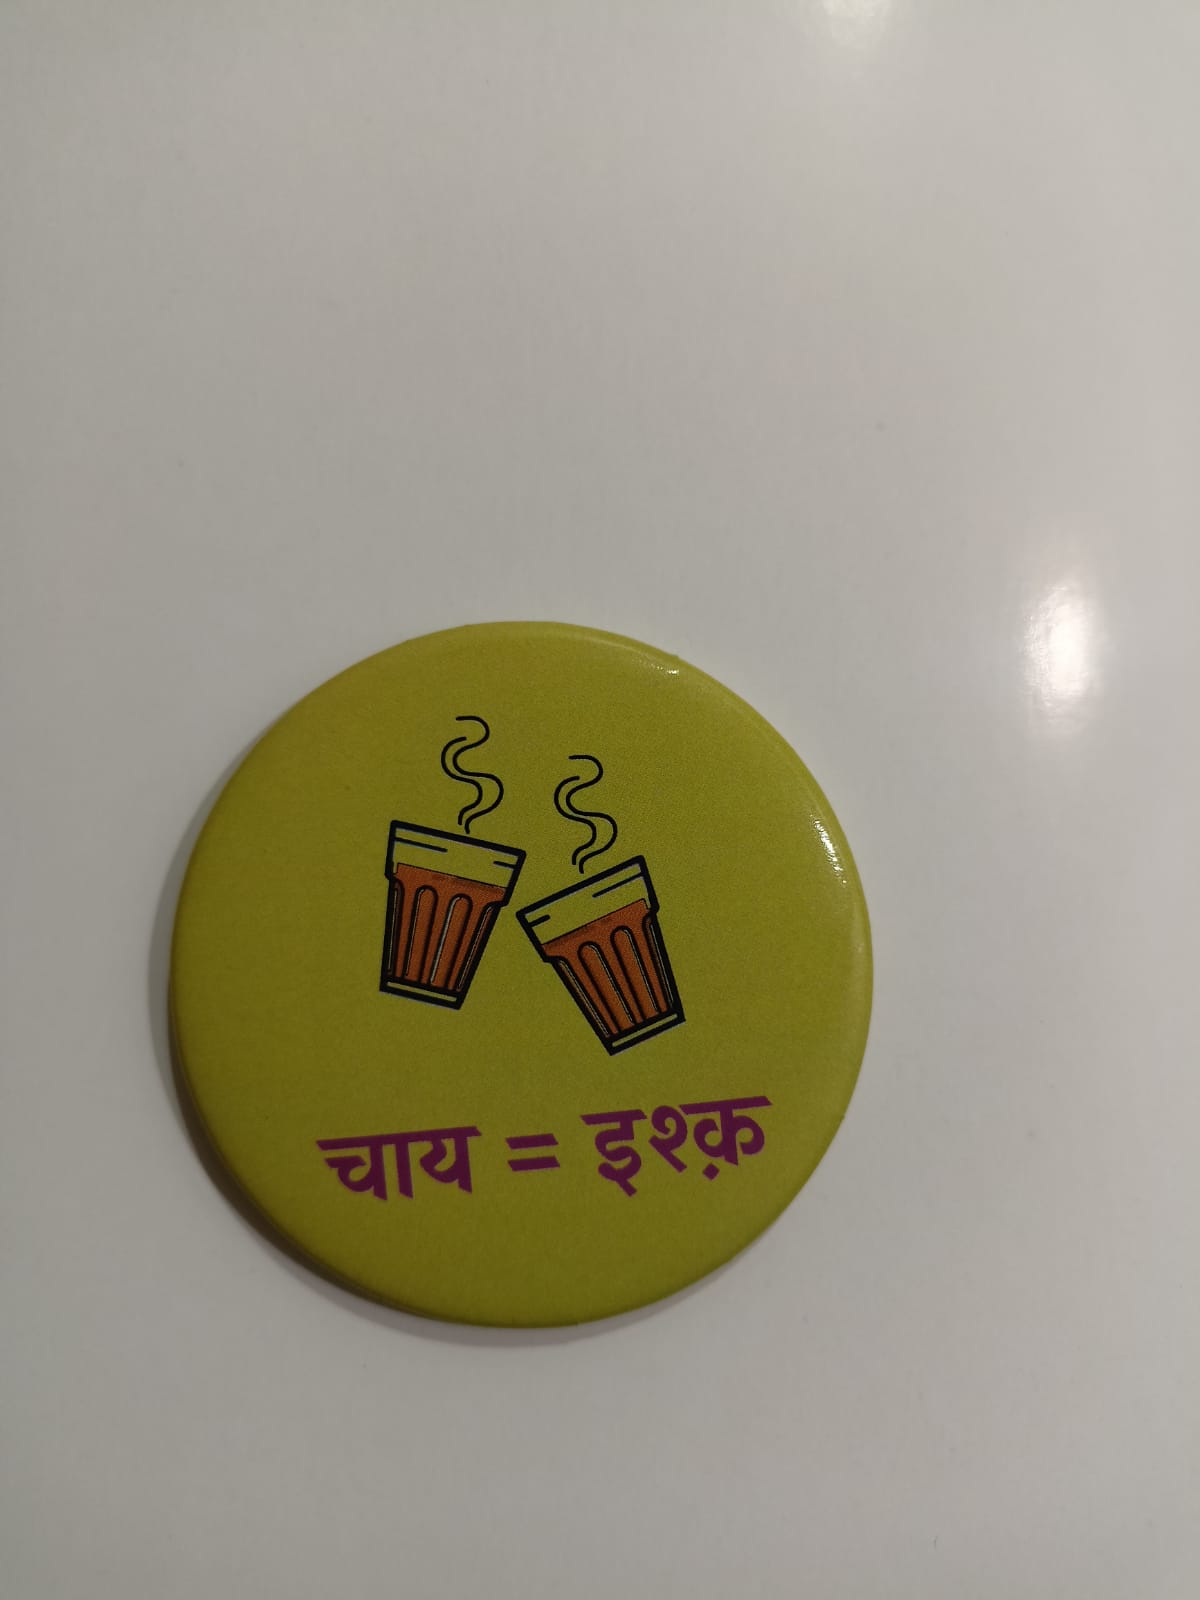 चाय = इश्क़